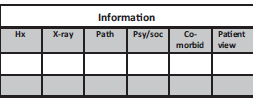 Information
Hx X-ray Path Psy/soc Co- Patient
morbid view